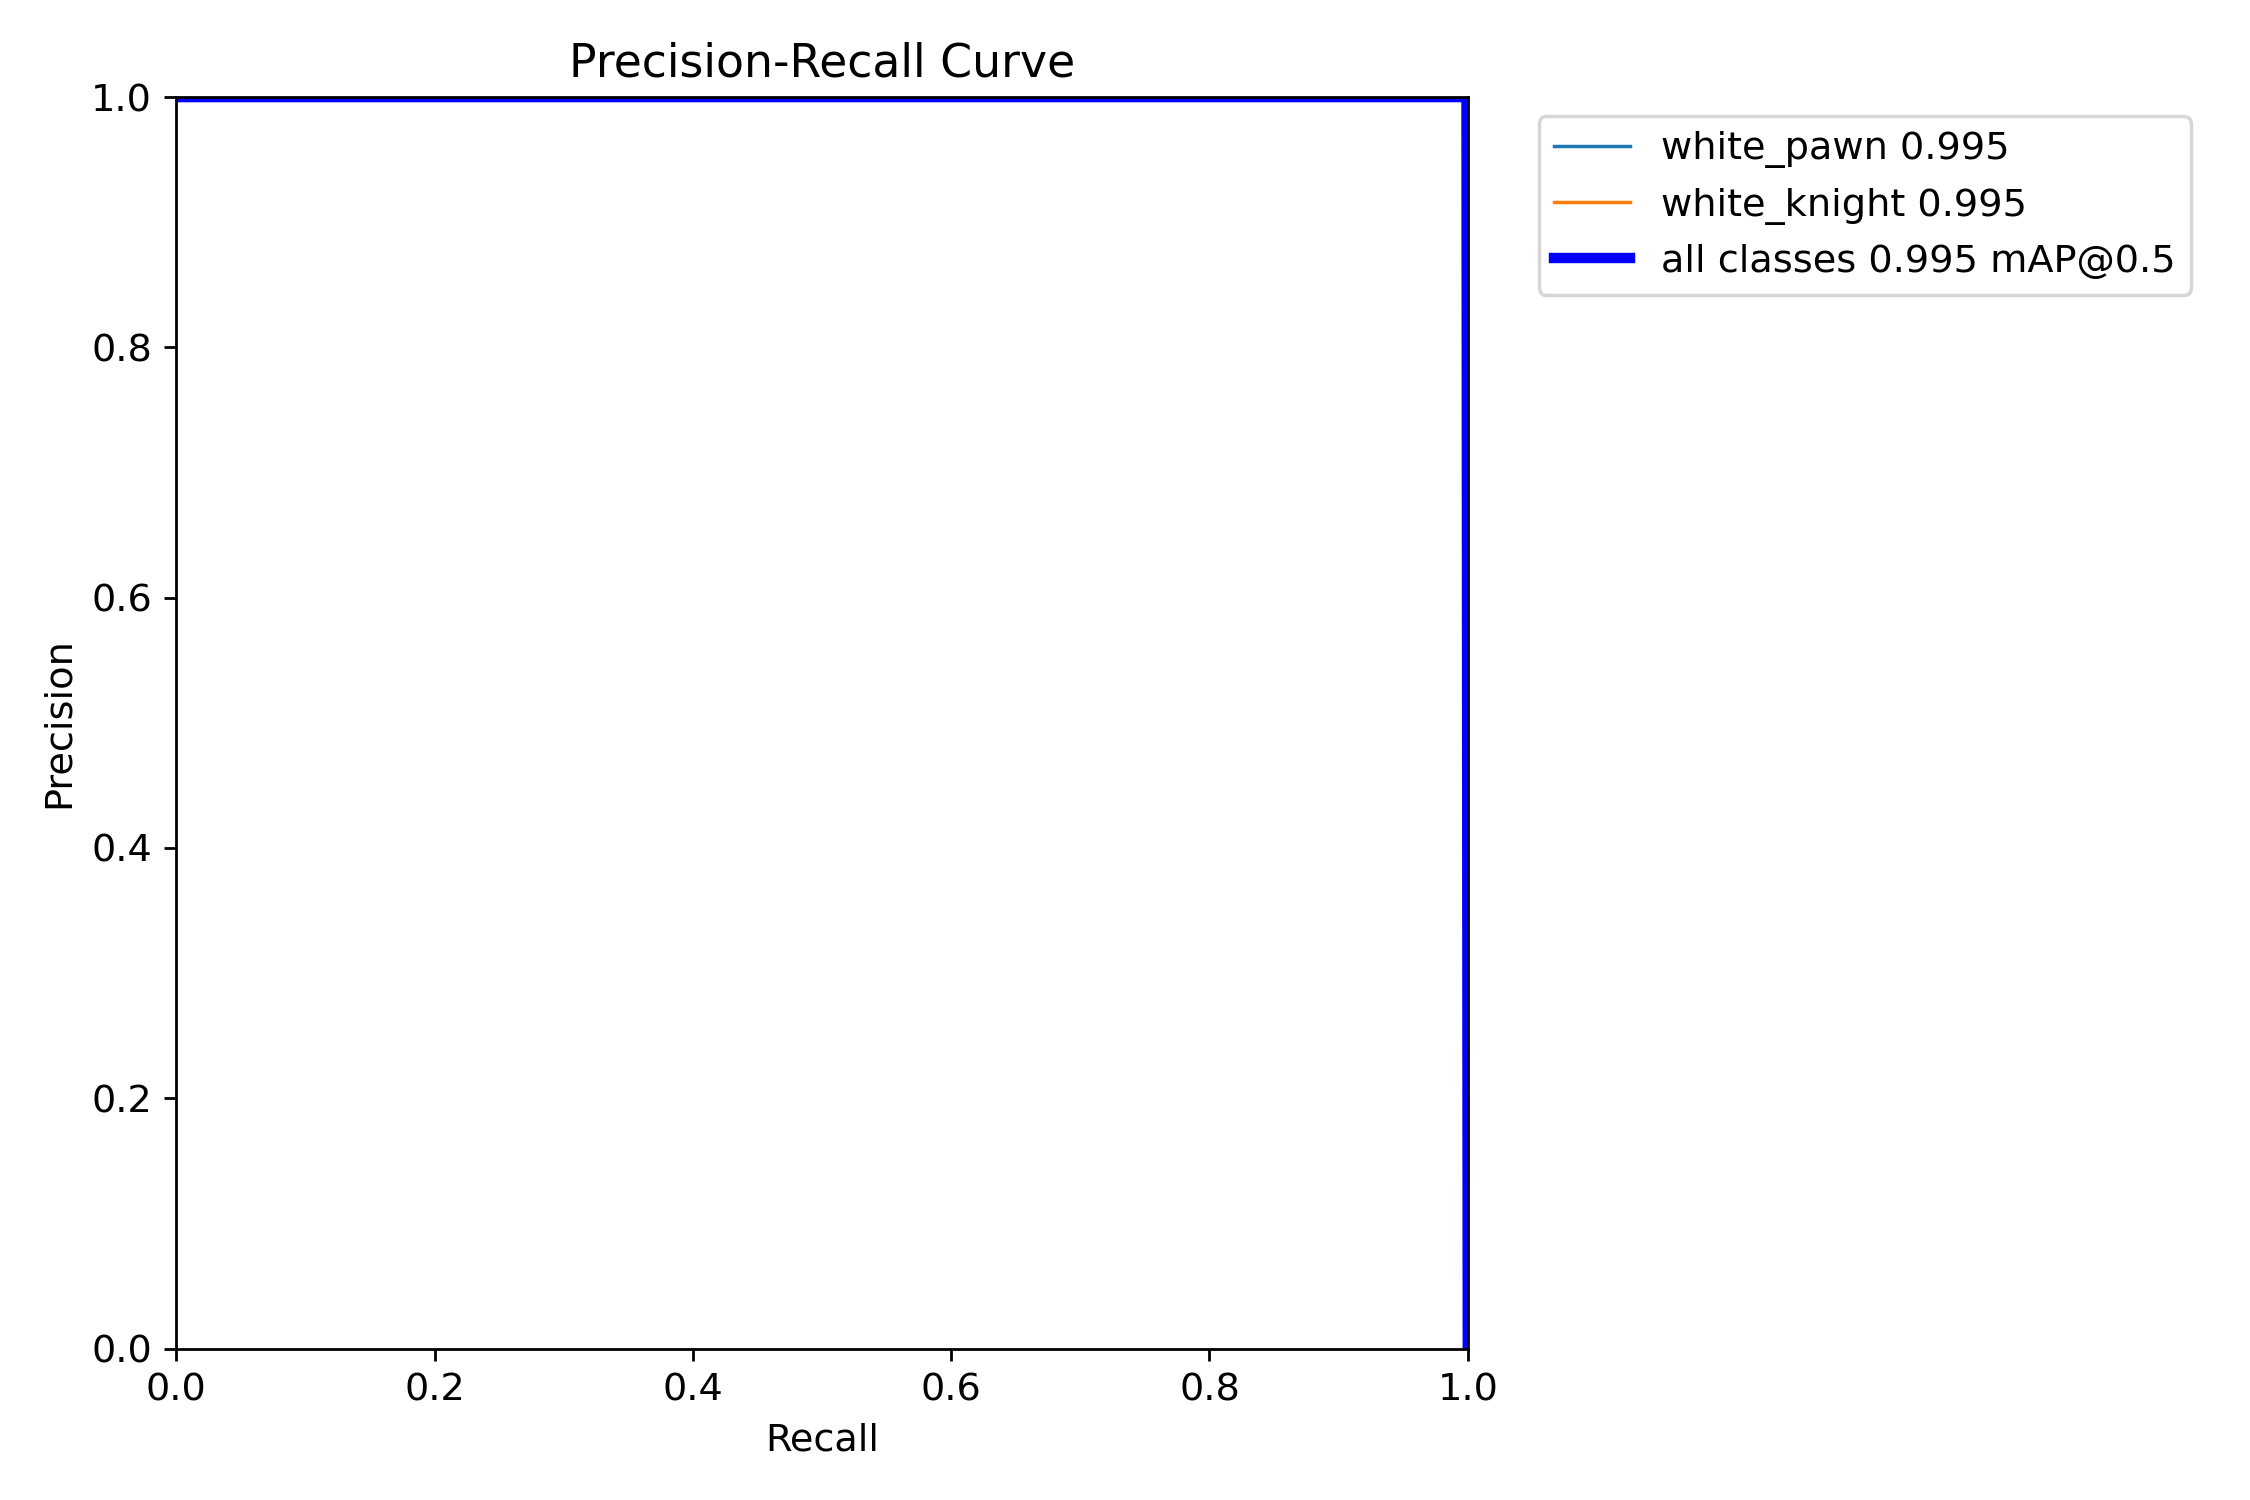 Precision-Recall Curve
1.0
0.8
0.6
0.4
0.2
0.0
Precision
0.0 0.2 0.4 0.6 0.8 1.0
Recall
white_pawn 0.995
white_knight 0.995
all classes 0.995 mAP@0.5